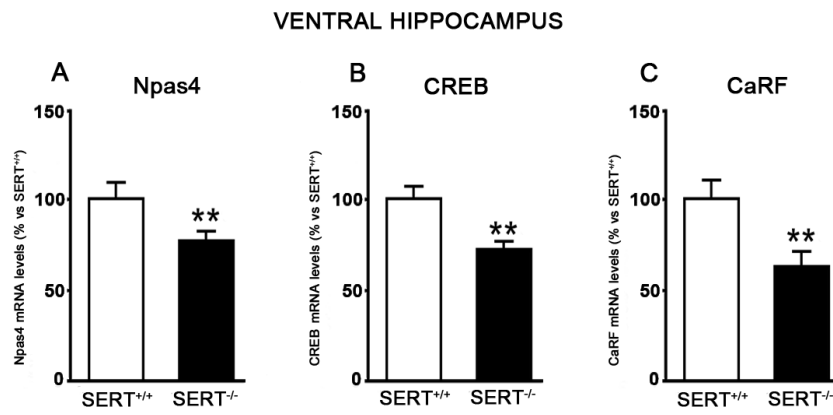 VENTRAL HIPPOCAMPUS
A
Npas4
Npas4 mRNA levels (% vs SERT+/+)
150
100
50
0
**
SERT+/+ SERT-/-
B
CREB
CREB mRNA levels (% vs SERT+/+)
150
100
50
0
**
SERT+/+ SERT-/-
C
CaRF
CaRF mRNA levels (% vs SERT+/+)
150
100
50
0
**
SERT+/+ SERT-/-